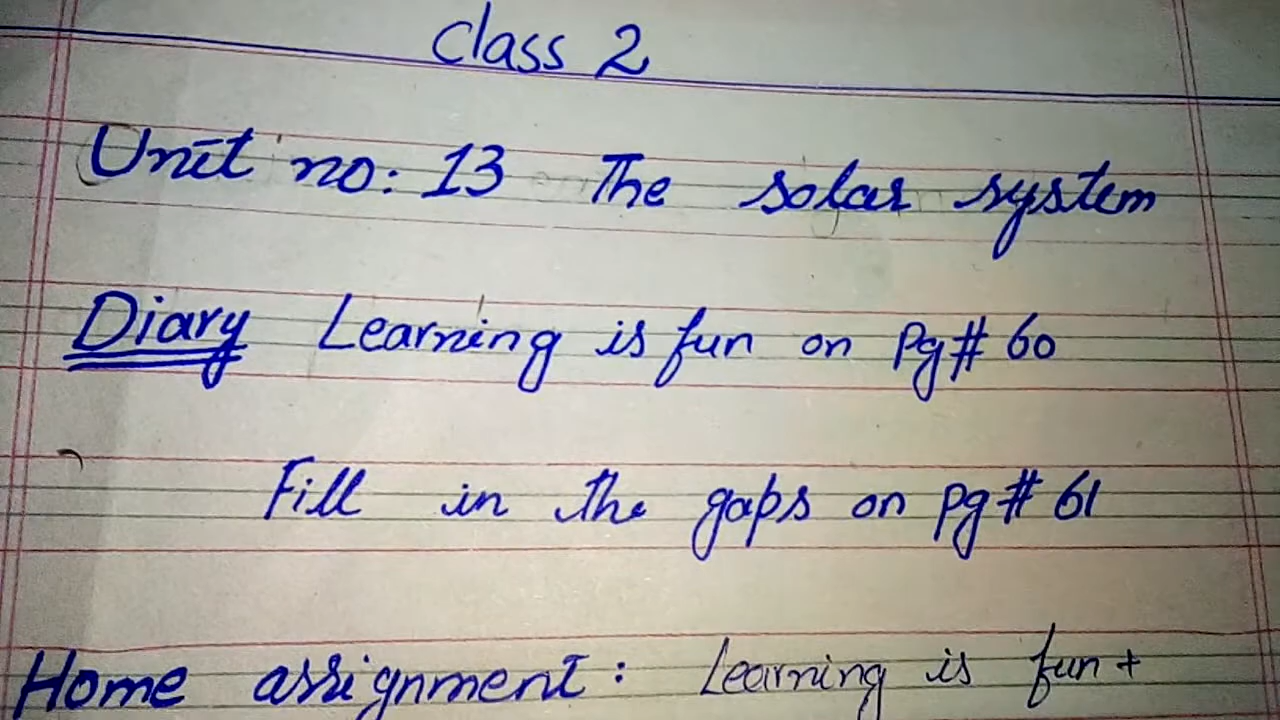 Class 2
Unit no: 13 The solar system
Diary Learning is fun on Pg# 60
Fill in the gaps on pg# 61
Home assignment: Learning is fun +